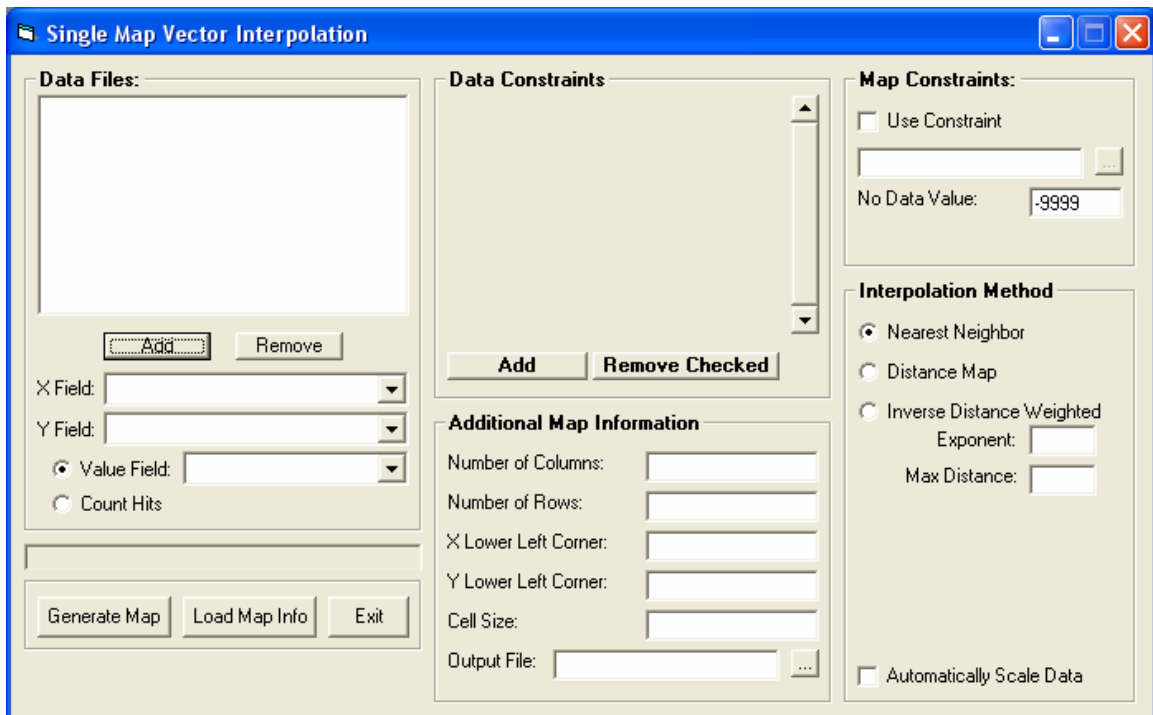 Single Map Vector Interpolation
Data Files:
Add
Remove
X Field:
Y Field:
Value Field:
Count Hits
Generate Map
Load Map Info
Exit
Data Constraints
Add
Remove Checked
Additional Map Information
Number of Columns:
Number of Rows:
X Lower Left Corner:
Y Lower Left Corner:
Cell Size:
Output File:
...
Map Constraints:
Use Constraint
...
No Data Value:
-9999
Interpolation Method
Nearest Neighbor
Distance Map
Inverse Distance Weighted
Exponent:
Max Distance:
Automatically Scale Data